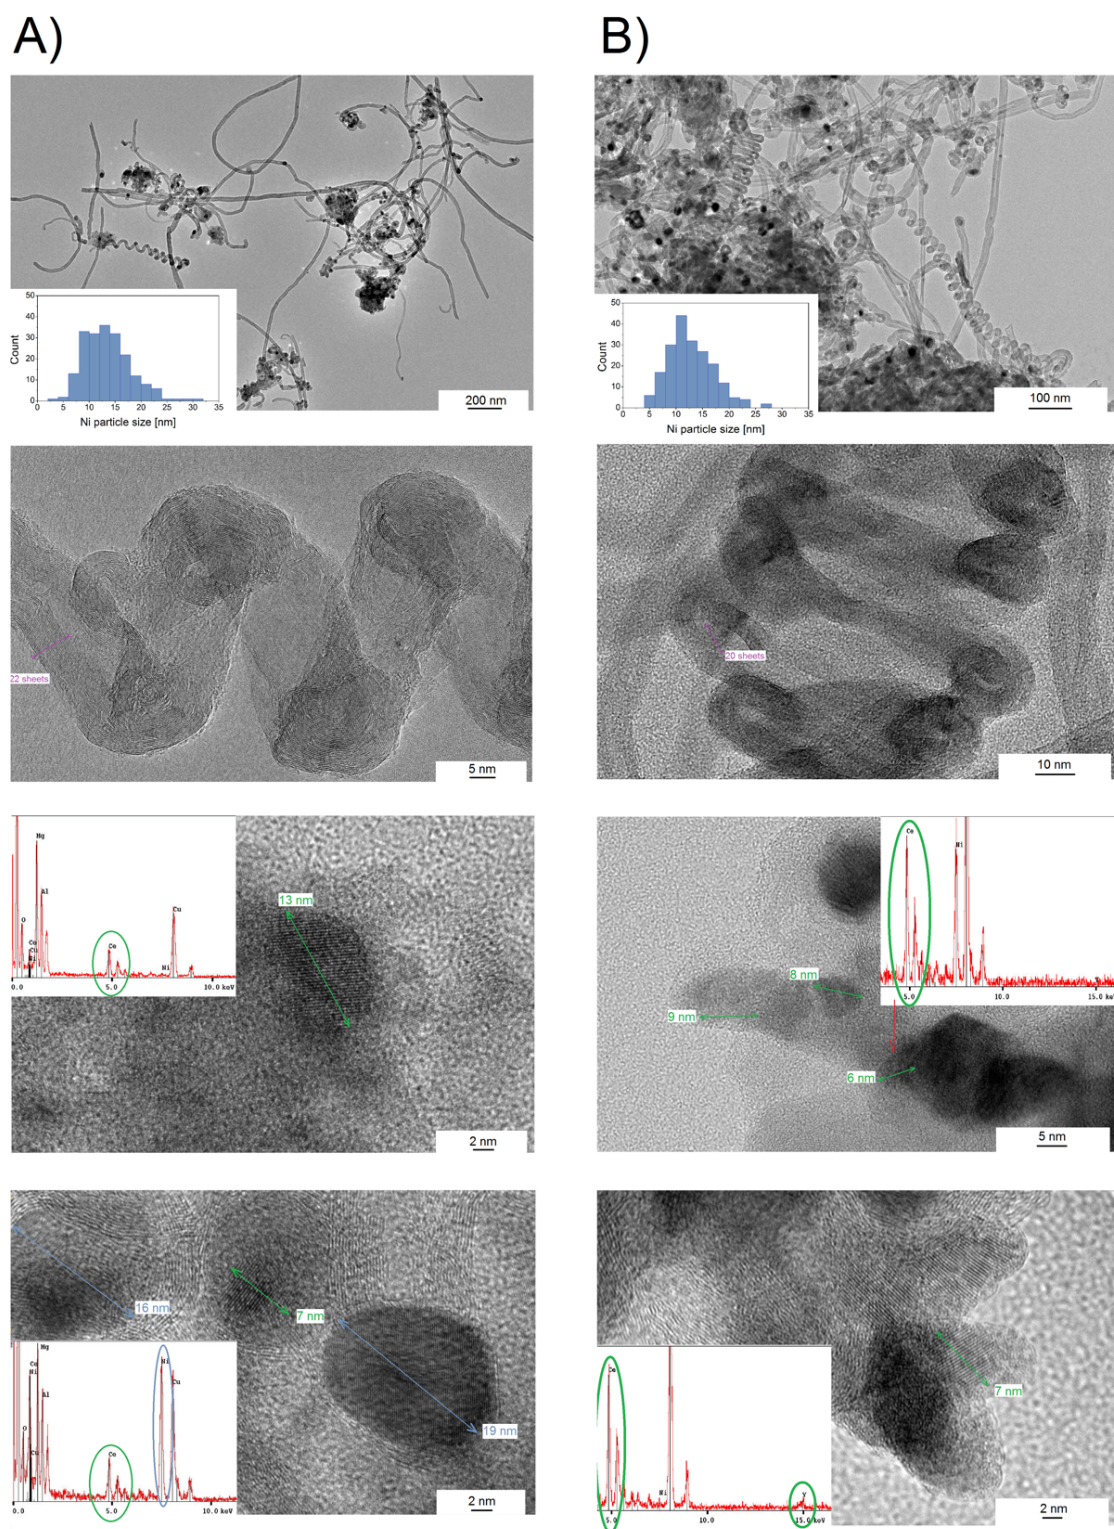 A)
B)
50
40
30
20
10
0
Count
0 5 10 15 20 25 30 35
Ni particle size [nm]
200 nm
50
40
30
20
10
0
Count
0 5 10 15 20 25 30 35
Ni particle size [nm]
100 nm
22 sheets
5 nm
20 sheets
10 nm
Mg
Al
O
Cu
Ni
Ce
Cu
Ni
0.0 5.0 10.0 keV
13 nm
2 nm
Ce
Ni
5.0 10.0 15.0
8 nm
9 nm
6 nm
5 nm
16 nm
7 nm
19 nm
Mg
Cu
Ni
Al
O
Cu
Ce
Ni
Cu
0.0 5.0 10.0 keV
2 nm
Ce
Ni
Y
5.0 10.0 15.0 keV
7 nm
2 nm